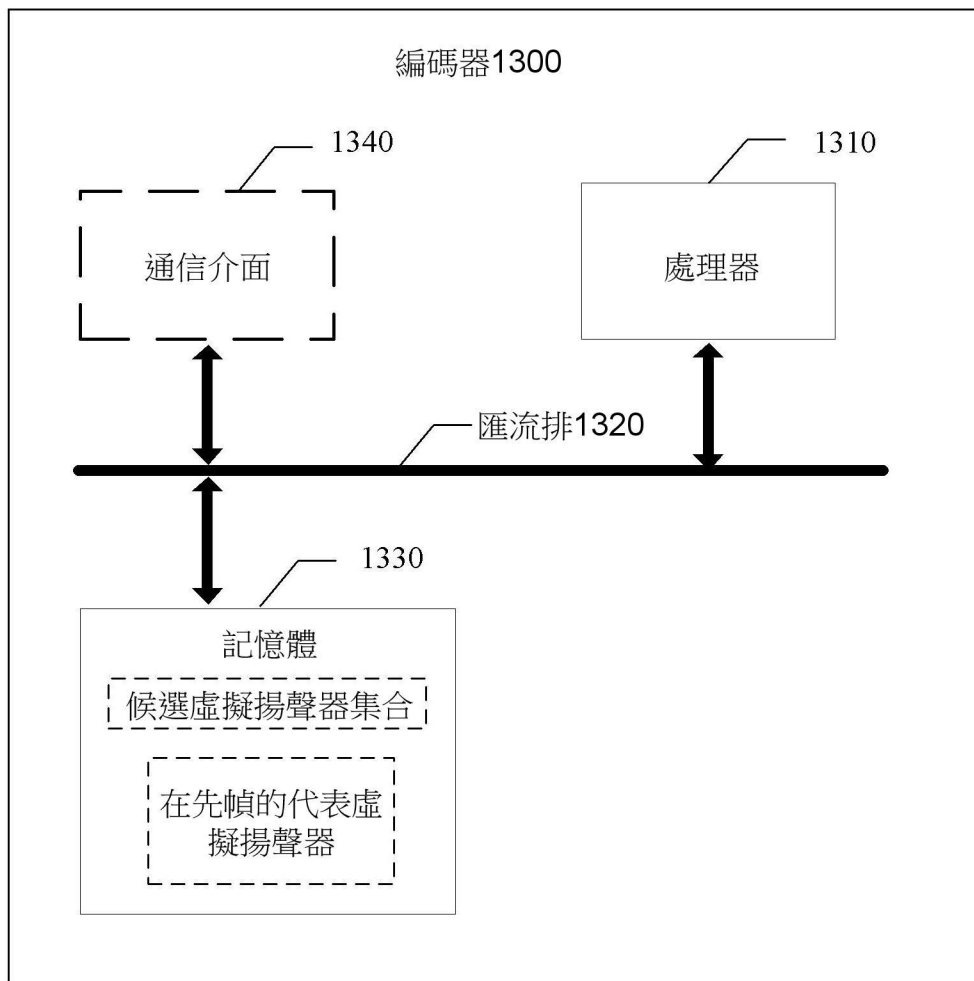 編碼器1300
1340
1310
通信介面
處理器
匯流排1320
1330
記憶體
候選虛擬揚聲器集合
在先幀的代表虛
擬揚聲器